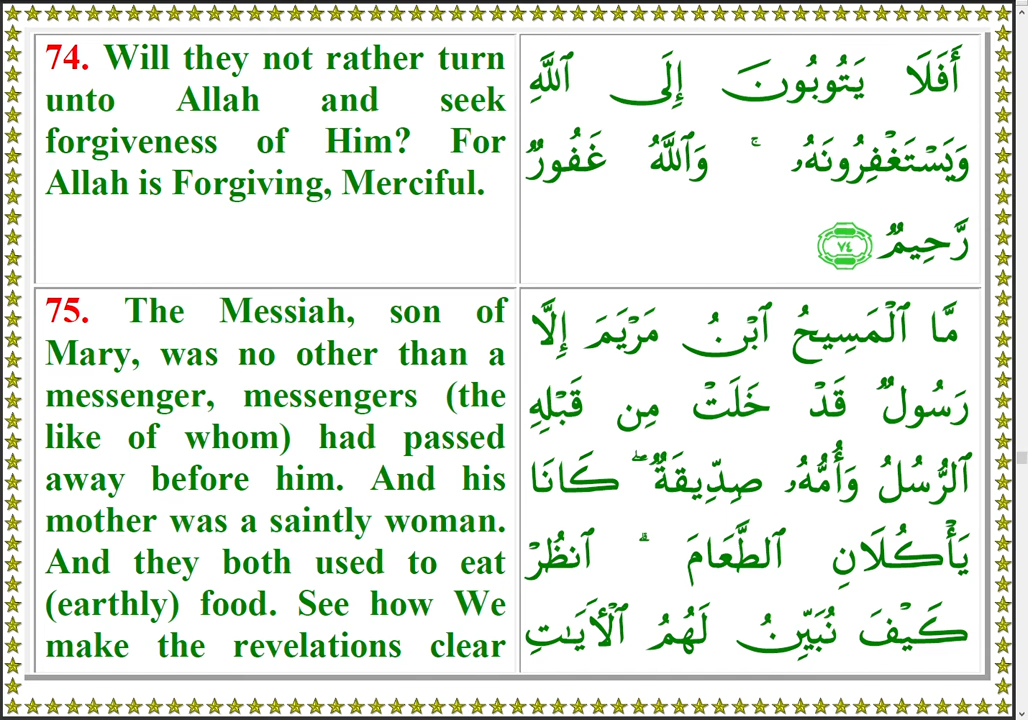 74. Will they not rather turn
unto Allah and seek
forgiveness of Him? For
Allah is Forgiving, Merciful.
أَفَلَا يَتُوبُونَ إِلَى ٱللَّهِ
وَيَسْتَغْفِرُونَهُۥ ۚ وَٱللَّهُ غَفُورٌ
رَّحِيمٌ ٧٤
75. The Messiah, son of
Mary, was no other than a
messenger, messengers (the
like of whom) had passed
away before him. And his
mother was a saintly woman.
And they both used to eat
(earthly) food. See how We
make the revelations clear
مَّا ٱلْمَسِيحُ ٱبْنُ مَرْيَمَ إِلَّا
رَسُولٌ قَدْ خَلَتْ مِن قَبْلِهِ
ٱلرُّسُلُ وَأُمُّهُۥ صِدِّيقَةٌ ۖ كَانَا
يَأْكُلَانِ ٱلطَّعَامَ ۗ ٱنظُرْ
كَيْفَ نُبَيِّنُ لَهُمُ ٱلْأَيَـٰتِ